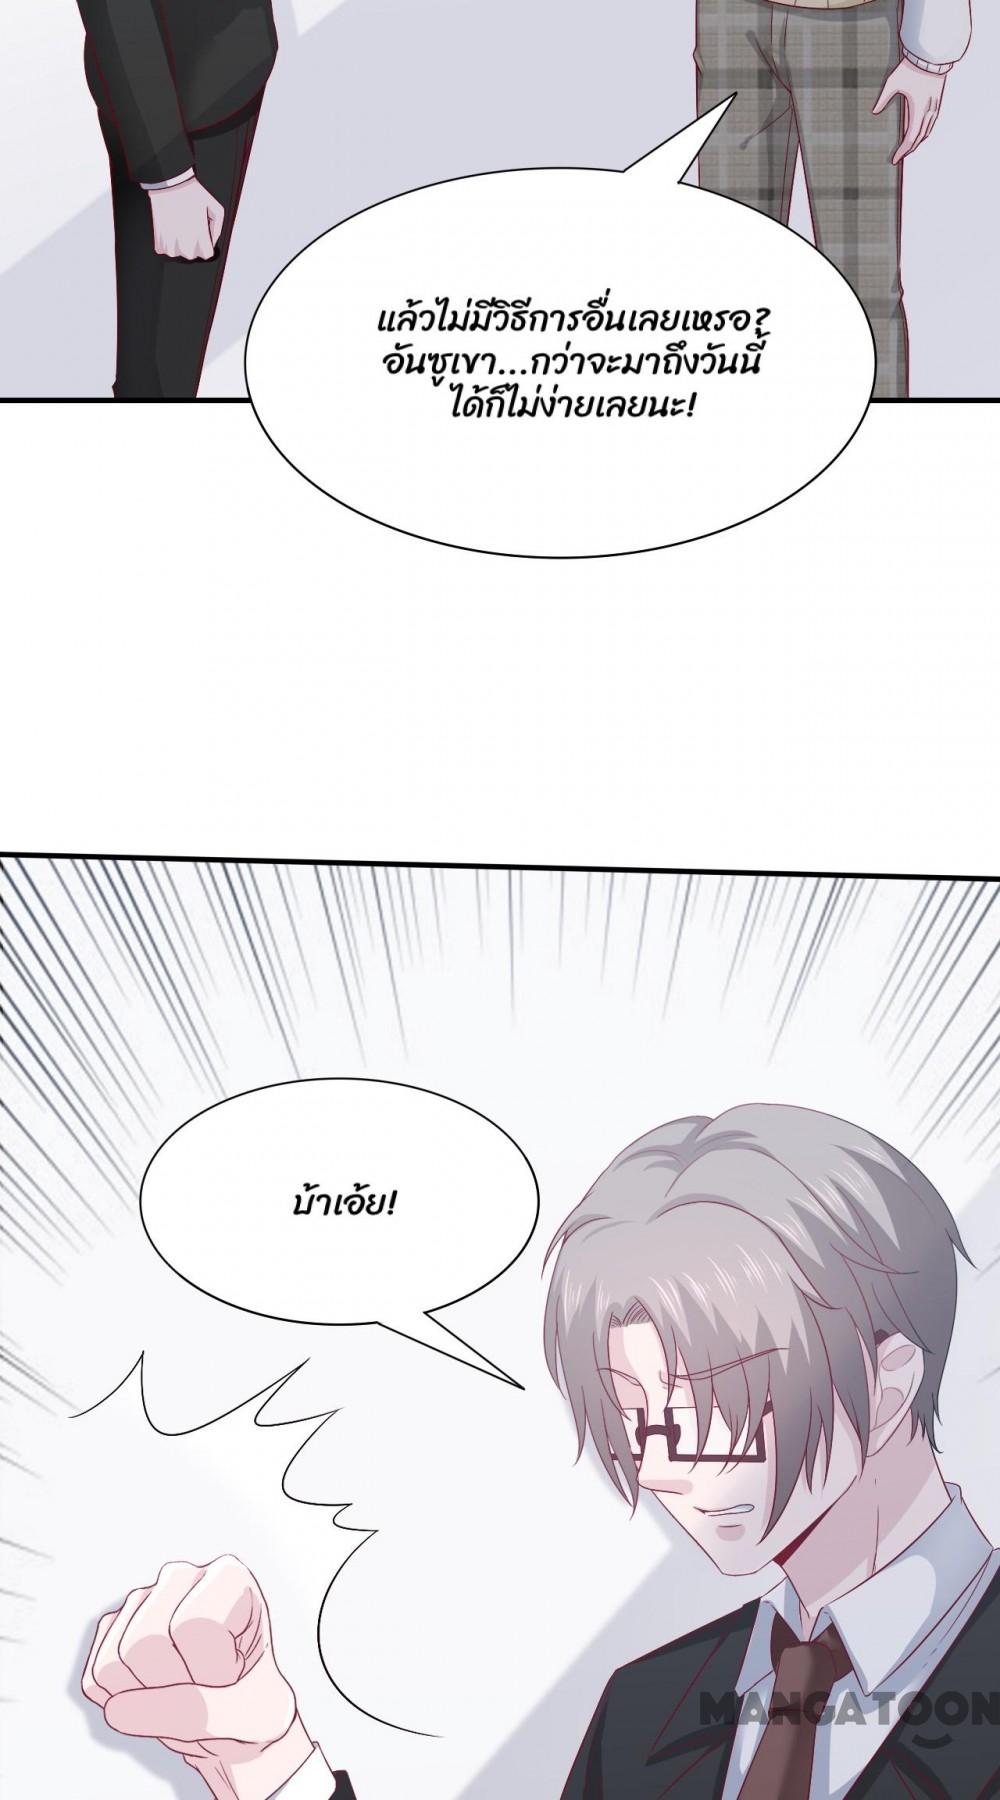 แล้วไม่มีวิธีการอื่นเลยเหรอ?
อันซูเขา...กว่าจะมาถึงวันนี้
ได้ก็ไม่ง่ายเลยนะ!
บ้าเอ้ย!
MANGATOON